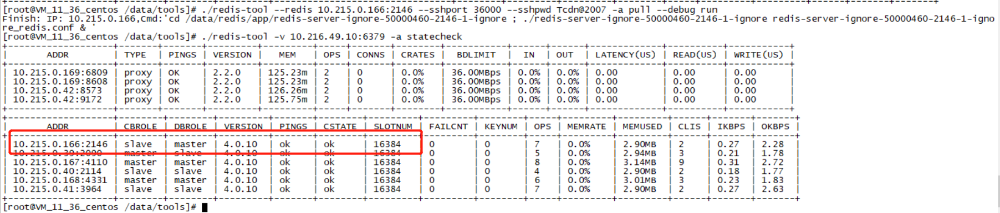 [root@VM_11_36_centos /data/tools]# ./redis-tool --redis 10.215.0.166:2146 --sshport 36000 --sshpwd Tcdn@2007 -a pull --debug run
Finish: IP: 10.215.0.166,Cmd:'cd /data/redis/app/redis-server-ignore-50000460-2146-1-ignore ; ./redis-server-ignore-50000460-2146-1-ignore redis-server-ignore-50000460-2146-1-igno
re_redis.conf & '
[root@VM_11_36_centos /data/tools]# ./redis-tool -v 10.216.49.10:6379 -a statecheck
| ADDR | TYPE | PINGS | VERSION | MEM | OPS | CONNS | CRATES | BDLIMIT | IN | OUT | LATENCY(US) | READ(US) | WRITE(US) |
| 10.215.0.169:6809 | proxy | OK | 2.2.0 | 125.23m | 2 | 0 | 0.0% | 36.00MBps | 0.0% | 0.0% | 0.00 | 0.00 | 0.00 |
| 10.215.0.169:8608 | proxy | OK | 2.2.0 | 125.23m | 2 | 0 | 0.0% | 36.00MBps | 0.0% | 0.0% | 0.00 | 0.00 | 0.00 |
| 10.215.0.42:8573 | proxy | OK | 2.2.0 | 126.26m | 2 | 0 | 0.0% | 36.00MBps | 0.0% | 0.0% | 0.00 | 0.00 | 0.00 |
| 10.215.0.42:9172 | proxy | OK | 2.2.0 | 125.75m | 2 | 0 | 0.0% | 36.00MBps | 0.0% | 0.0% | 0.00 | 0.00 | 0.00 |
| ADDR | CBROLE | DBROLE | VERSION | PINGS | CSTATE | SLOTNUM | FAILCNT | KEYNUM | OPS | MEMRATE | MEMUSED | CLIS | IKBPS | OKBPS |
| 10.215.0.166:2146 | slave | master | 4.0.10 | ok | ok | 16384 | 0 | 0 | 7 | 0.0% | 2.90MB | 2 | 0.27 | 2.28 |
| master | slave | 4.0.10 | ok | ok | 16384 | 0 | 0 | 5 | 0.0% | 2.94MB | 3 | 0.21 | 1.78 |
| 10.215.0.167:4110 | master | master | 4.0.10 | ok | ok | 16384 | 0 | 0 | 8 | 0.0% | 3.14MB | 9 | 0.31 | 2.72 |
| 10.215.0.40:2114 | slave | slave | 4.0.10 | ok | ok | 16384 | 0 | 0 | 4 | 0.0% | 2.90MB | 2 | 0.18 | 1.77 |
| 10.215.0.168:4331 | master | master | 4.0.10 | ok | ok | 16384 | 0 | 0 | 6 | 0.0% | 3.01MB | 3 | 0.23 | 1.83 |
| 10.215.0.41:3964 | slave | slave | 4.0.10 | ok | ok | 16384 | 0 | 0 | 7 | 0.0% | 2.90MB | 2 | 0.27 | 2.63 |
[root@VM_11_36_centos /data/tools]#